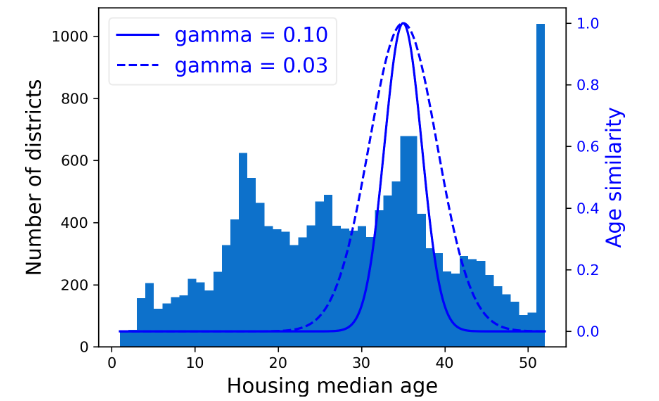 gamma = 0.10
gamma = 0.03
Number of districts
1000
800
600
400
200
0
0 10 20 30 40 50
Housing median age
1.0
0.8
0.6
0.4
0.2
0.0
Age similarity